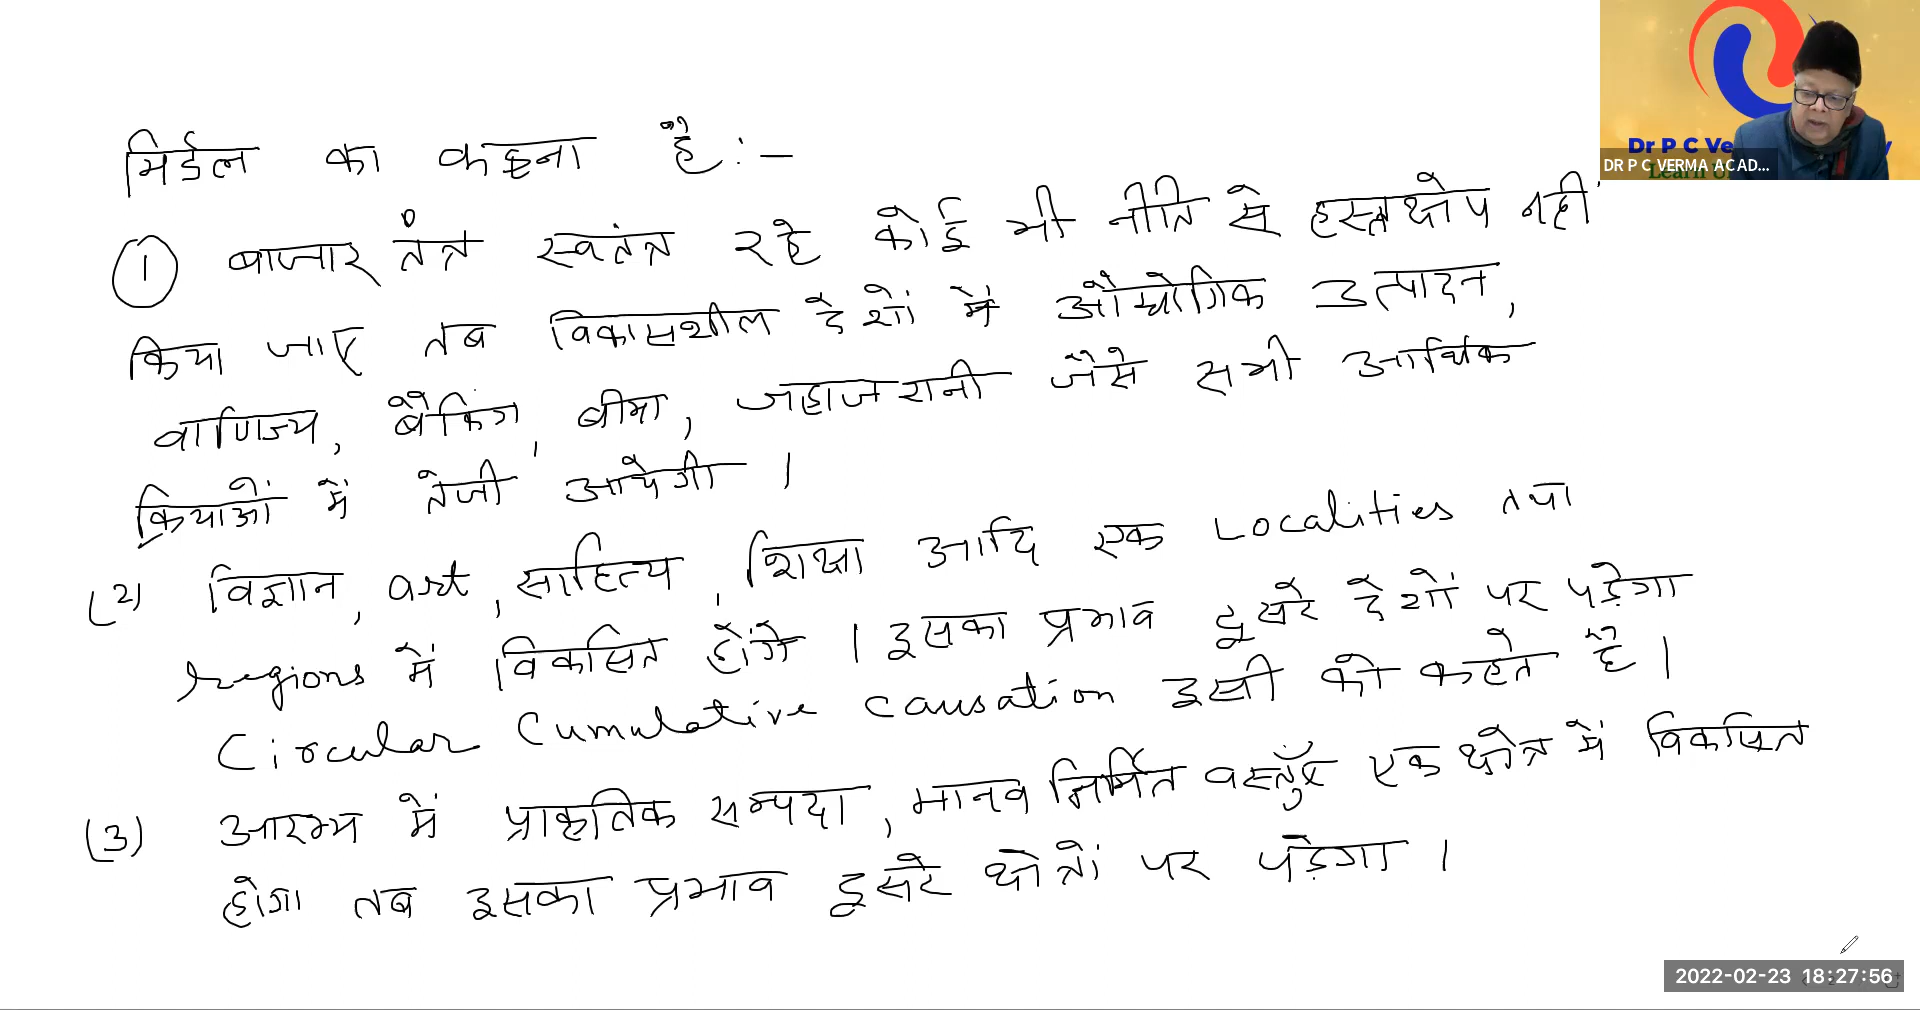 मिर्डल का कहना है :-
① बाजार तंत्र स्वतंत्र रहे कोई भी नीति से हस्तक्षेप नहीं
किया जाए तब विकासशील देशों में औद्योगिक उत्पादन,
वाणिज्य, बैंकिंग, बीमा, जहाजरानी जैसे सभी आर्थिक
क्रियाओं में तेजी आयेगी ।
(2) विज्ञान, art, साहित्य, शिक्षा आदि एक Localities तथा
regions में विकसित होंगे । इसका प्रभाव दूसरे देशों पर पड़ेगा
Circular Cumulative Causation इसी को कहते है ।
(3) आरम्भ में प्राकृतिक सम्पदा, मानव निर्मित वस्तुएँ एक क्षेत्र में विकसित
होगा तब इसका प्रभाव दूसरे क्षेत्रों पर पड़ेगा ।
Dr P C Ve
DR P C VERMA ACAD...
2022-02-23 18:27:56